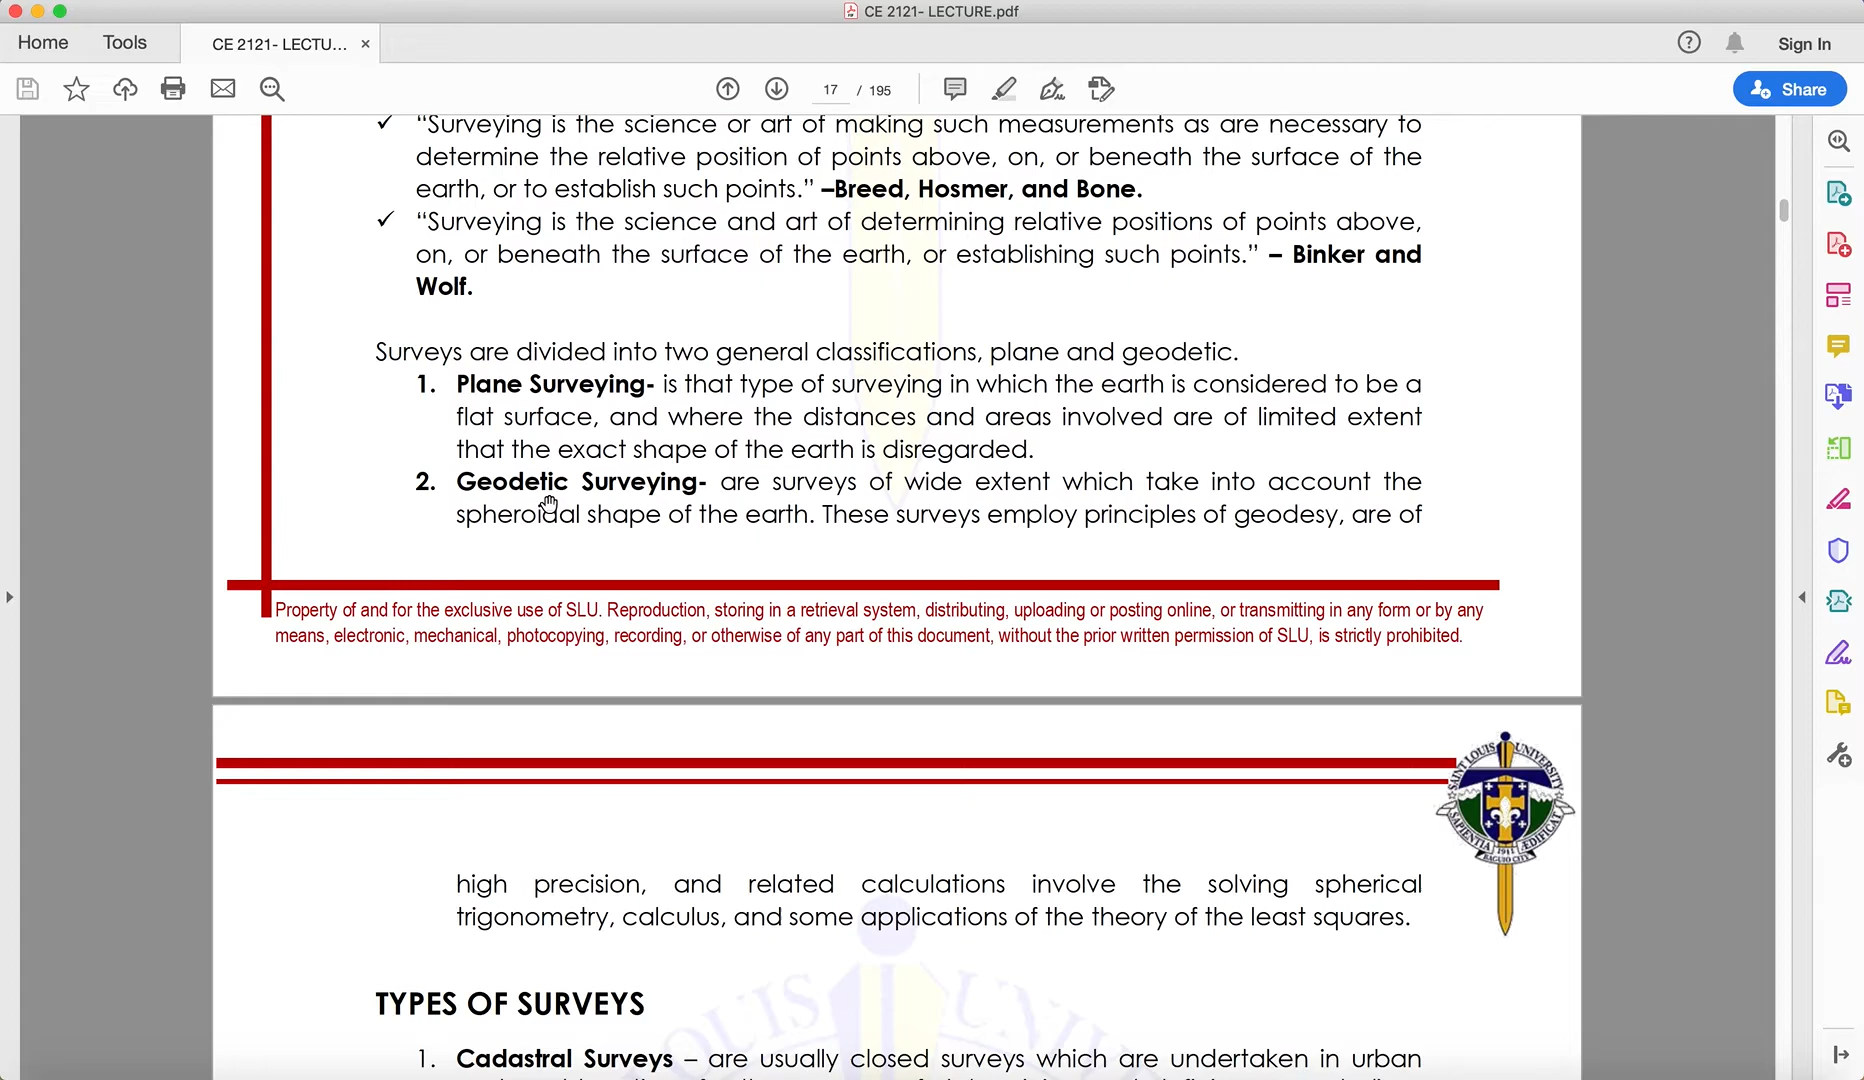 CE 2121- LECTURE.pdf
Home Tools CE 2121- LECTU... × Sign In
17 / 195 Share
✓ “Surveying is the science or art of making such measurements as are necessary to
determine the relative position of points above, on, or beneath the surface of the
earth, or to establish such points.” –Breed, Hosmer, and Bone.
✓ “Surveying is the science and art of determining relative positions of points above,
on, or beneath the surface of the earth, or establishing such points.” – Binker and
Wolf.
Surveys are divided into two general classifications, plane and geodetic.
1. Plane Surveying- is that type of surveying in which the earth is considered to be a
flat surface, and where the distances and areas involved are of limited extent
that the exact shape of the earth is disregarded.
2. Geodetic Surveying- are surveys of wide extent which take into account the
spheroidal shape of the earth. These surveys employ principles of geodesy, are of
Property of and for the exclusive use of SLU. Reproduction, storing in a retrieval system, distributing, uploading or posting online, or transmitting in any form or by any
means, electronic, mechanical, photocopying, recording, or otherwise of any part of this document, without the prior written permission of SLU, is strictly prohibited.
SAINT LOUIS UNIVERSITY
SAPIENTIA ÆDIFICAT
1911
BAGUIO CITY
high precision, and related calculations involve the solving spherical
trigonometry, calculus, and some applications of the theory of the least squares.
TYPES OF SURVEYS
1. Cadastral Surveys – are usually closed surveys which are undertaken in urban